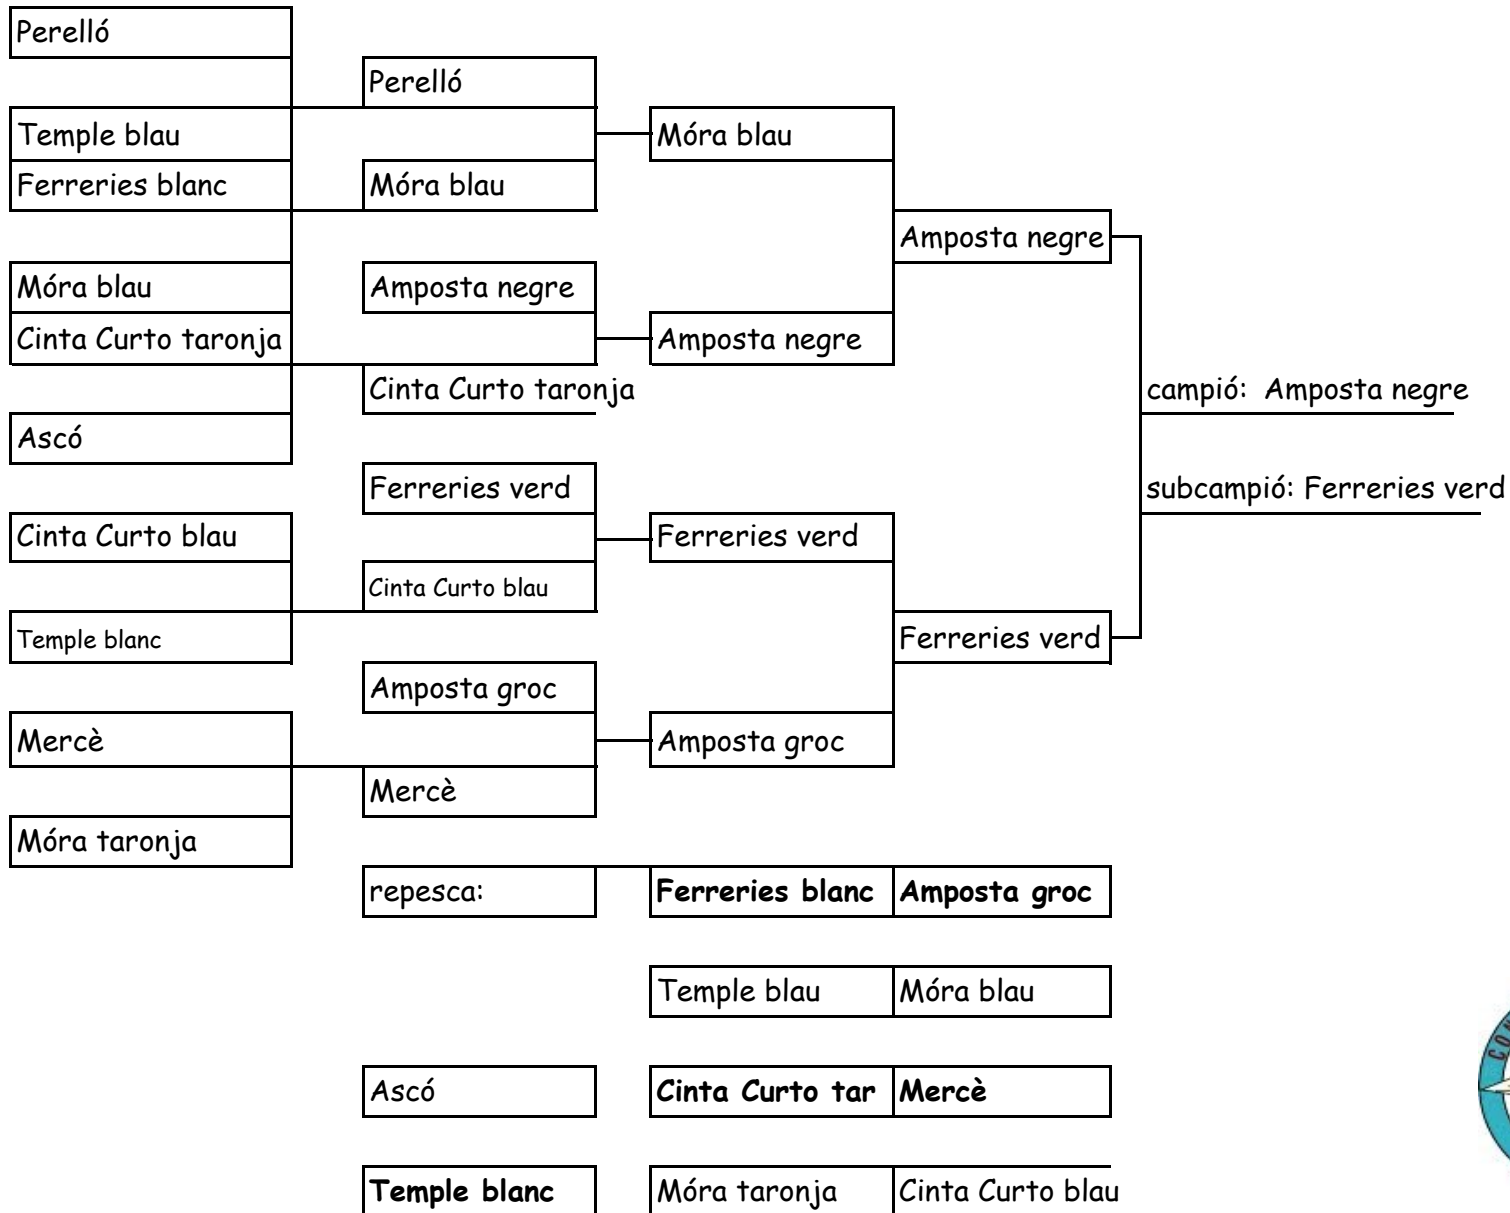 Perelló
Perelló
Temple blau
Móra blau
Ferreries blanc
Móra blau
Amposta negre
Móra blau
Amposta negre
Cinta Curto taronja
Amposta negre
Cinta Curto taronja
campió: Amposta negre
Ascó
Ferreries verd
subcampió: Ferreries verd
Cinta Curto blau
Ferreries verd
Cinta Curto blau
Temple blanc
Ferreries verd
Amposta groc
Mercè
Amposta groc
Mercè
Móra taronja
repesca:
Ferreries blanc
Amposta groc
Temple blau
Móra blau
Ascó
Cinta Curto tar
Mercè
Temple blanc
Móra taronja
Cinta Curto blau